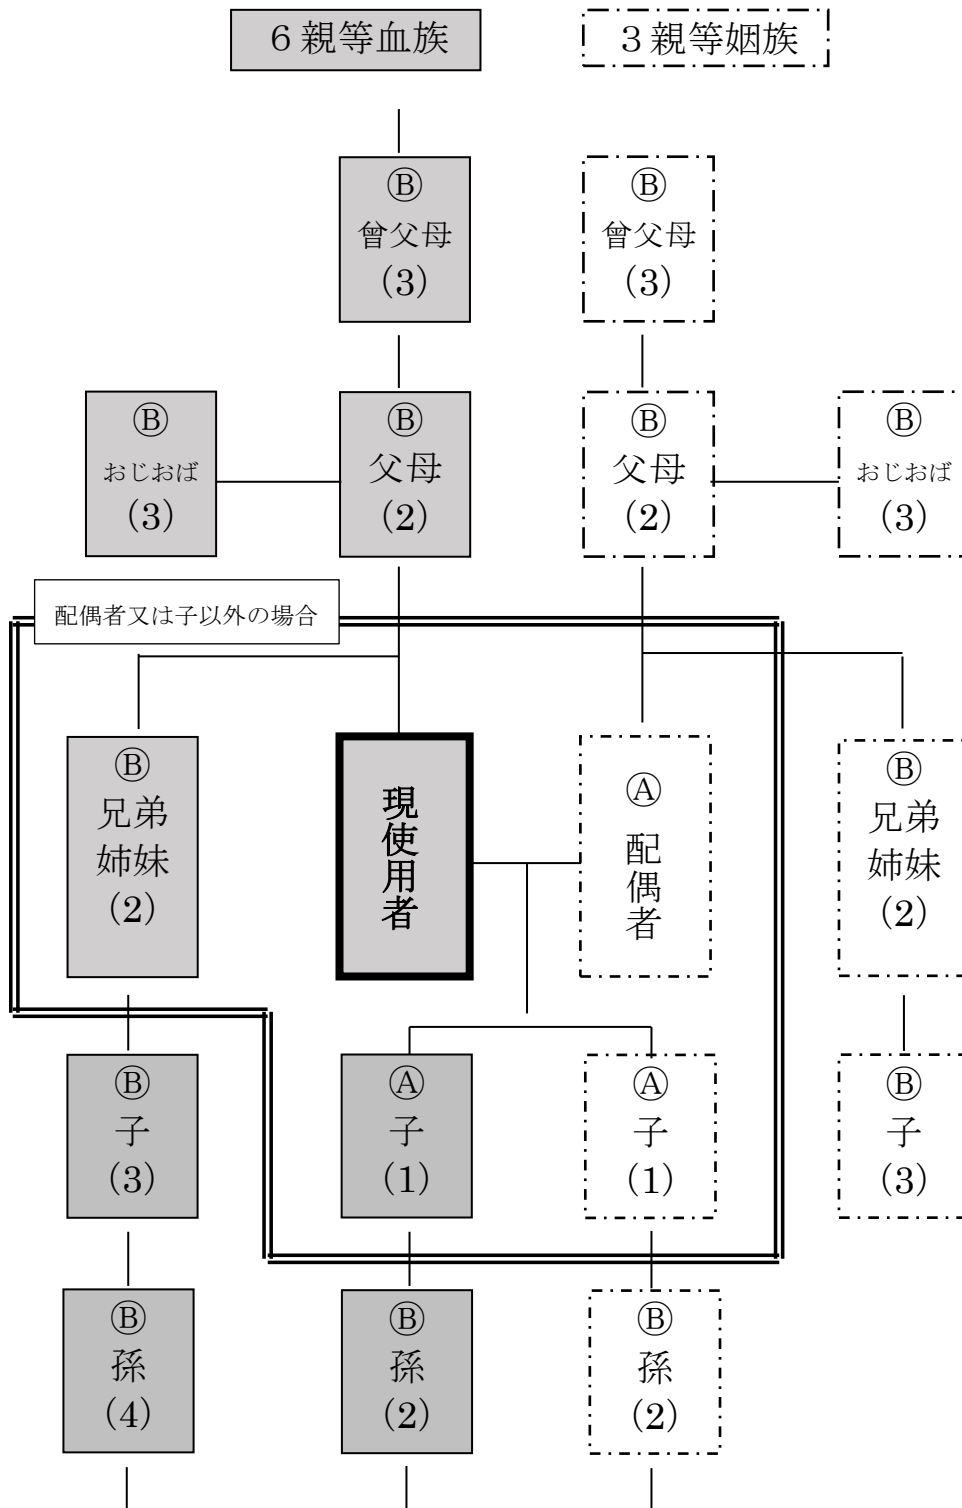 6親等血族
3親等姻族
Ⓑ
曾父母
(3)
Ⓑ
曾父母
(3)
Ⓑ
おじおば
(3)
Ⓑ
父母
(2)
Ⓑ
父母
(2)
Ⓑ
おじおば
(3)
配偶者又は子以外の場合
Ⓑ
兄弟
姉妹
(2)
現使用者
Ⓐ
配偶者
Ⓑ
兄弟
姉妹
(2)
Ⓑ
子
(3)
Ⓐ
子
(1)
Ⓐ
子
(1)
Ⓑ
子
(3)
Ⓑ
孫
(4)
Ⓑ
孫
(2)
Ⓑ
孫
(2)